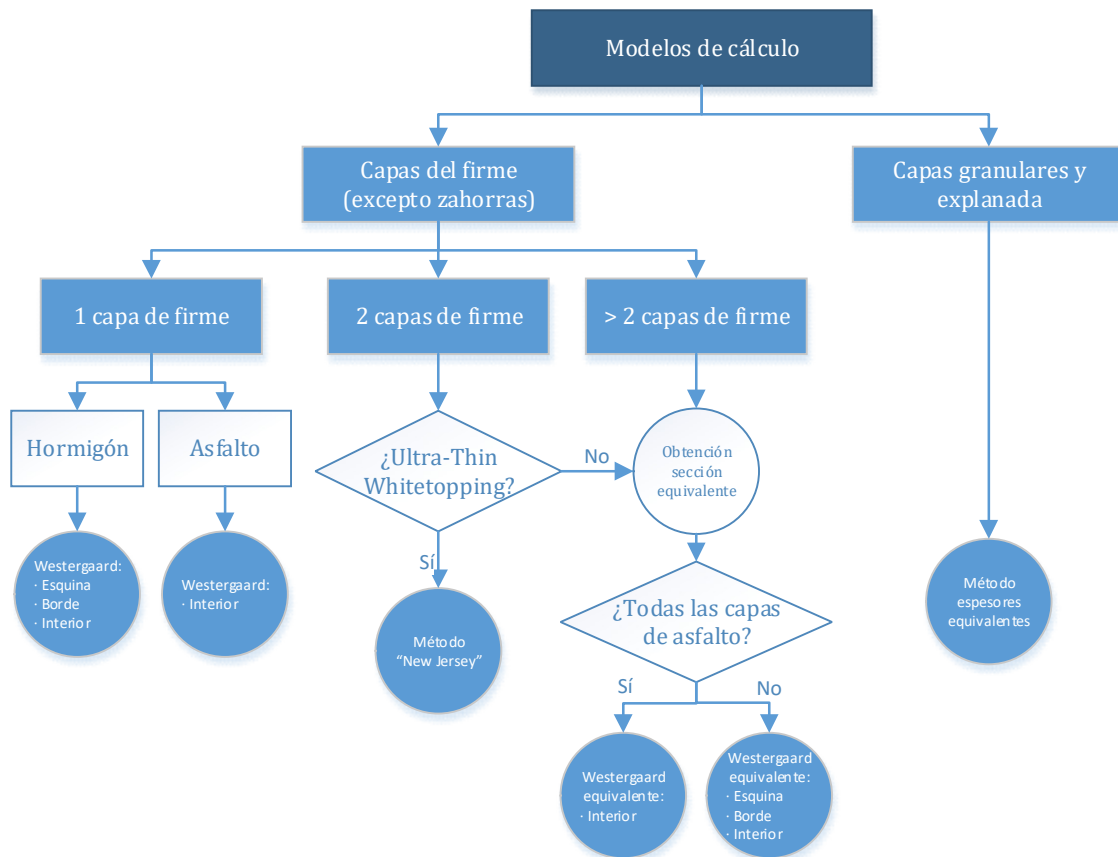 Modelos de cálculo
Capas del firme
(excepto zahorras)
Capas granulares y
explanada
1 capa de firme
2 capas de firme
> 2 capas de firme
Hormigón
Asfalto
¿Ultra-Thin
Whitetopping?
No
Obtención
sección
equivalente
Sí
Westergaard:
· Esquina
· Borde
· Interior
Westergaard:
· Interior
Método
“New Jersey”
¿Todas las capas
de asfalto?
Método
espesores
equivalentes
Sí
No
Westergaard
equivalente:
· Interior
Westergaard
equivalente:
· Esquina
· Borde
· Interior